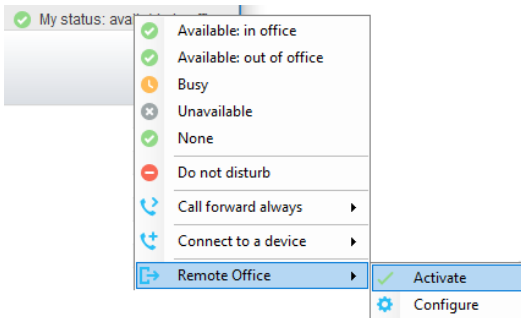 My status: ava
Available: in office
Available: out of office
Busy
Unavailable
None
Do not disturb
Call forward always
Connect to a device
Remote Office
Activate
Configure